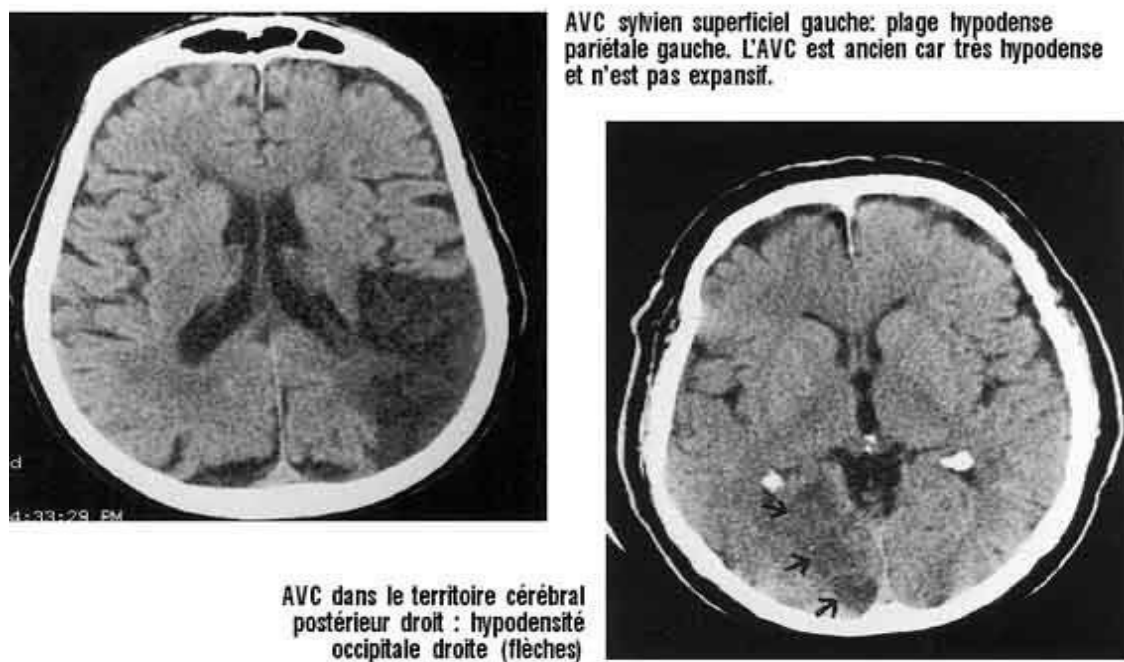 AVC sylvien superficiel gauche: plage hypodense
pariétale gauche. L'AVC est ancien car très hypodense
et n'est pas expansif.
d
4:33:29 PM
AVC dans le territoire cérébral
postérieur droit : hypodensité
occipitale droite (flèches)